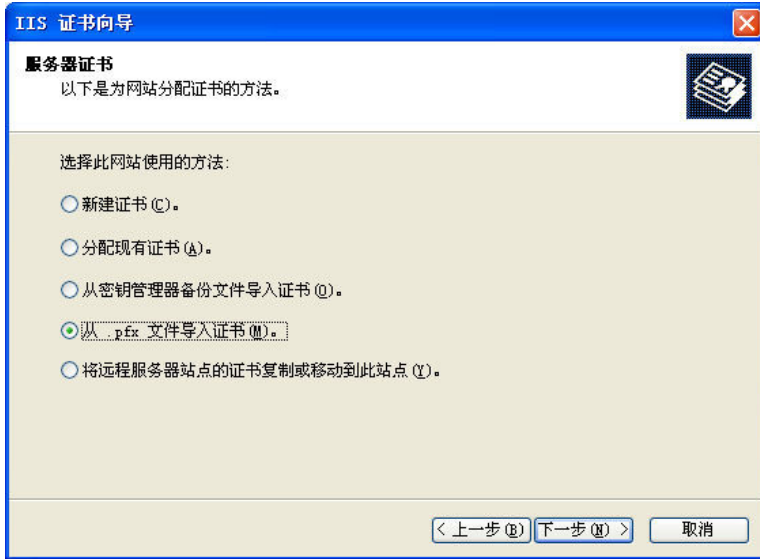 IIS 证书向导
服务器证书
以下是为网站分配证书的方法。
选择此网站使用的方法:
新建证书(C)。
分配现有证书(A)。
从密钥管理器备份文件导入证书(O)。
从 .pfx 文件导入证书(M)。
将远程服务器站点的证书复制或移动到此站点(Y)。
< 上一步(B) 下一步(N) > 取消